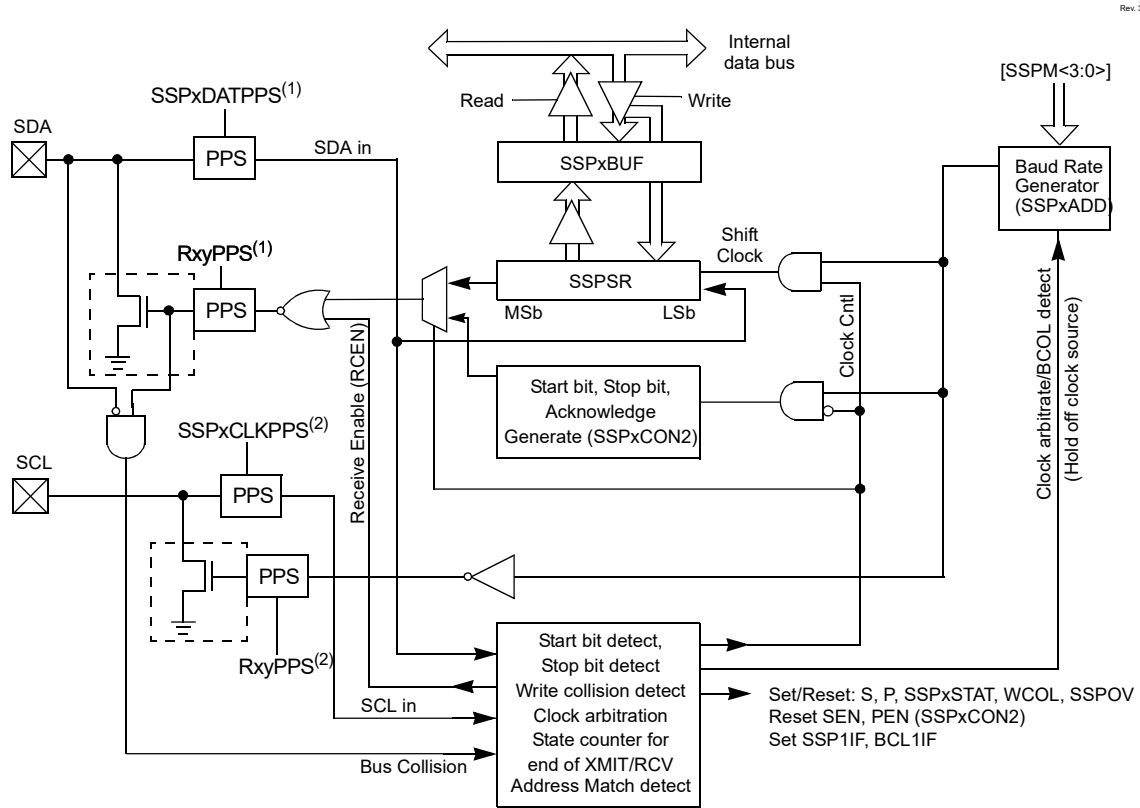 Rev. 3
Internal
data bus
[SSPM<3:0>]
SSPxDATPPS(1)
Read
Write
SDA
PPS
SDA in
SSPxBUF
Baud Rate
Generator
(SSPxADD)
RxyPPS(1)
Shift
Clock
SSPSR
MSb
LSb
PPS
Clock Cntl
Receive Enable (RCEN)
Clock arbitrate/BCOL detect
(Hold off clock source)
Start bit, Stop bit,
Acknowledge
Generate (SSPxCON2)
SSPxCLKPPS(2)
SCL
PPS
PPS
RxyPPS(2)
Start bit detect,
Stop bit detect
Write collision detect
Clock arbitration
State counter for
end of XMIT/RCV
Address Match detect
SCL in
Bus Collision
Set/Reset: S, P, SSPxSTAT, WCOL, SSPOV
Reset SEN, PEN (SSPxCON2)
Set SSP1IF, BCL1IF